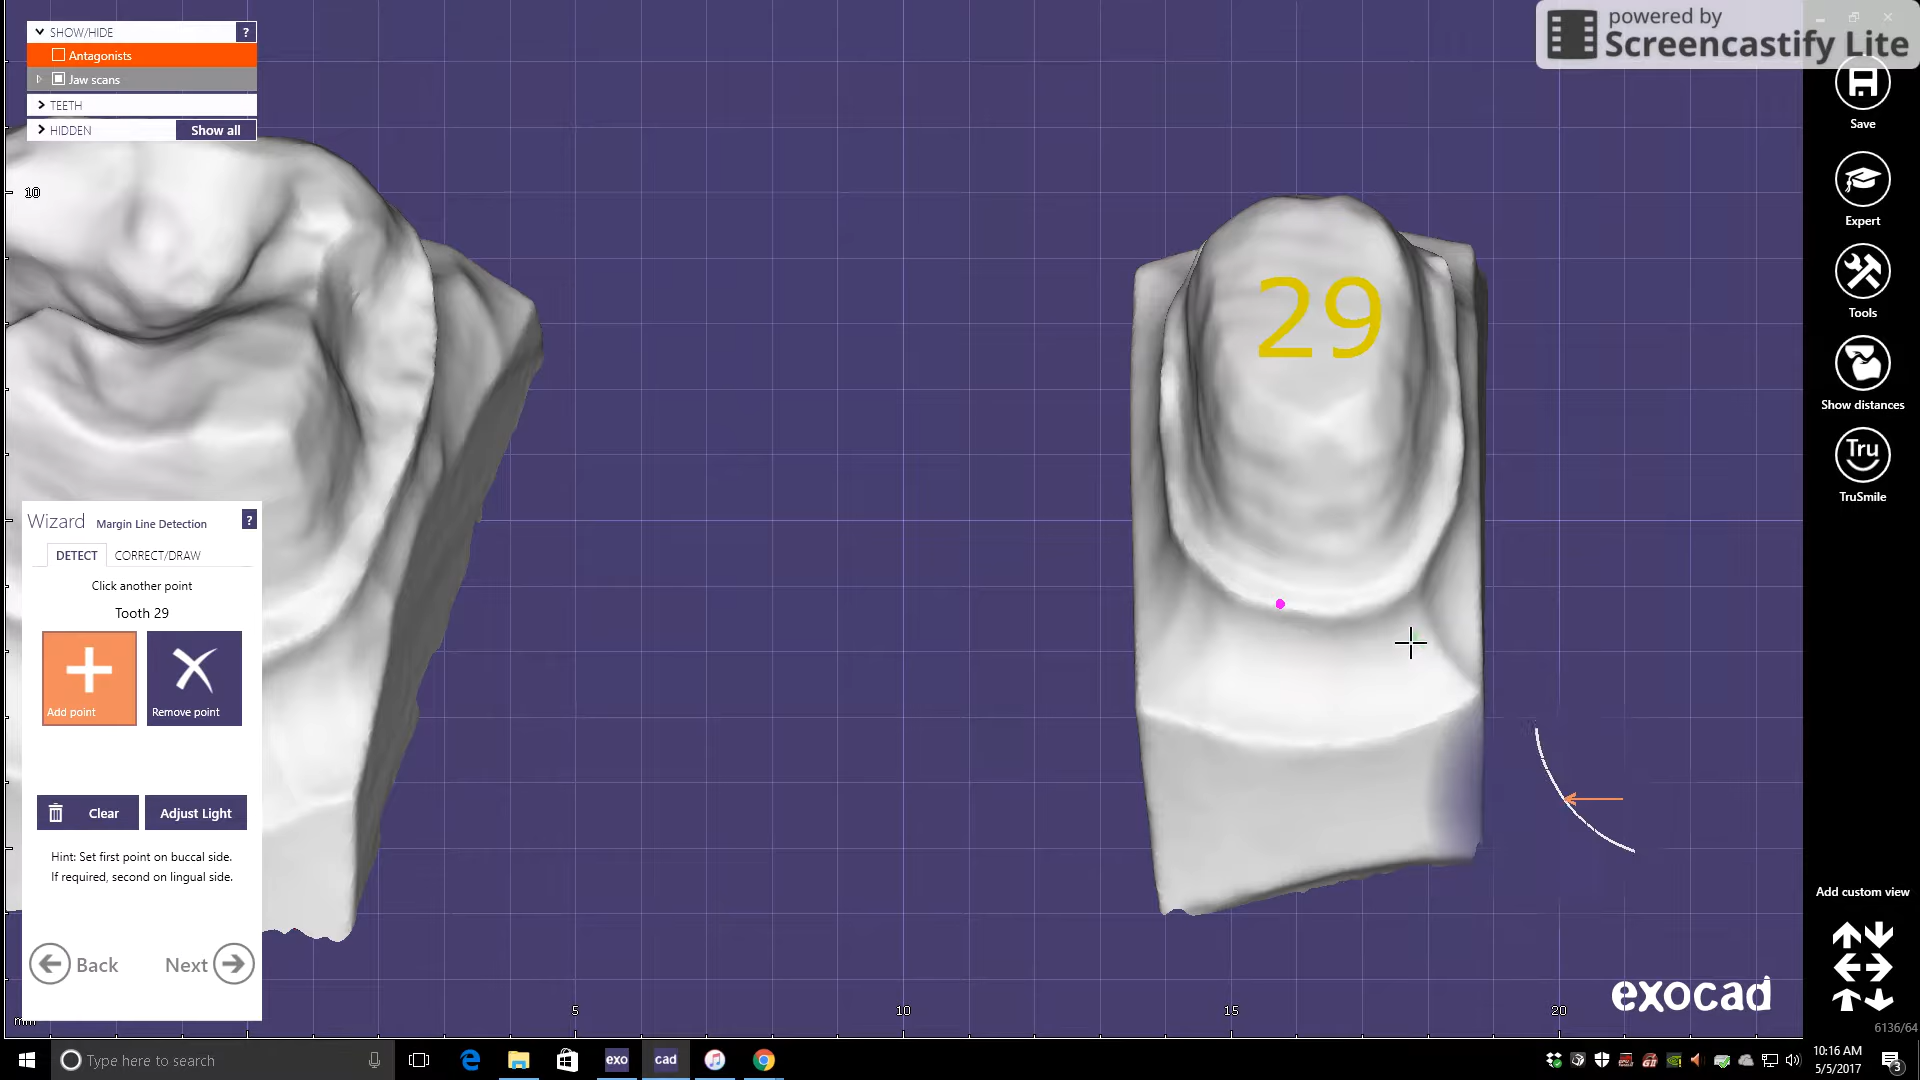 SHOW/HIDE ?
Antagonists
Jaw scans
TEETH
HIDDEN Show all
10
powered by
Screencastify Lite
Save
Expert
Tools
Show distances
Tru
TruSmile
29
Wizard Margin Line Detection ?
DETECT CORRECT/DRAW
Click another point
Tooth 29
Add point Remove point
Clear Adjust Light
Hint: Set first point on buccal side.
If required, second on lingual side.
Back Next
Add custom view
exocad
mm 5 10 15 20
6136/64
Type here to search
exo
cad
10:16 AM
5/5/2017
3